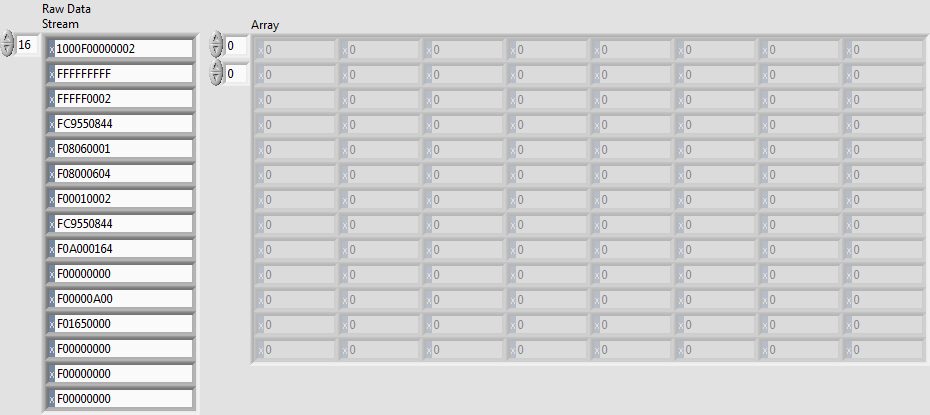 Raw Data
Stream
Array
16
x 1000F00000002
x FFFFFFFFF
x FFFFF0002
x FC9550844
x F08060001
x F08000604
x F00010002
x FC9550844
x F0A000164
x F00000000
x F00000A00
x F01650000
x F00000000
x F00000000
x F00000000
0
0
x 0 x 0 x 0 x 0 x 0 x 0 x 0 x 0
x 0 x 0 x 0 x 0 x 0 x 0 x 0 x 0
x 0 x 0 x 0 x 0 x 0 x 0 x 0 x 0
x 0 x 0 x 0 x 0 x 0 x 0 x 0 x 0
x 0 x 0 x 0 x 0 x 0 x 0 x 0 x 0
x 0 x 0 x 0 x 0 x 0 x 0 x 0 x 0
x 0 x 0 x 0 x 0 x 0 x 0 x 0 x 0
x 0 x 0 x 0 x 0 x 0 x 0 x 0 x 0
x 0 x 0 x 0 x 0 x 0 x 0 x 0 x 0
x 0 x 0 x 0 x 0 x 0 x 0 x 0 x 0
x 0 x 0 x 0 x 0 x 0 x 0 x 0 x 0
x 0 x 0 x 0 x 0 x 0 x 0 x 0 x 0
x 0 x 0 x 0 x 0 x 0 x 0 x 0 x 0